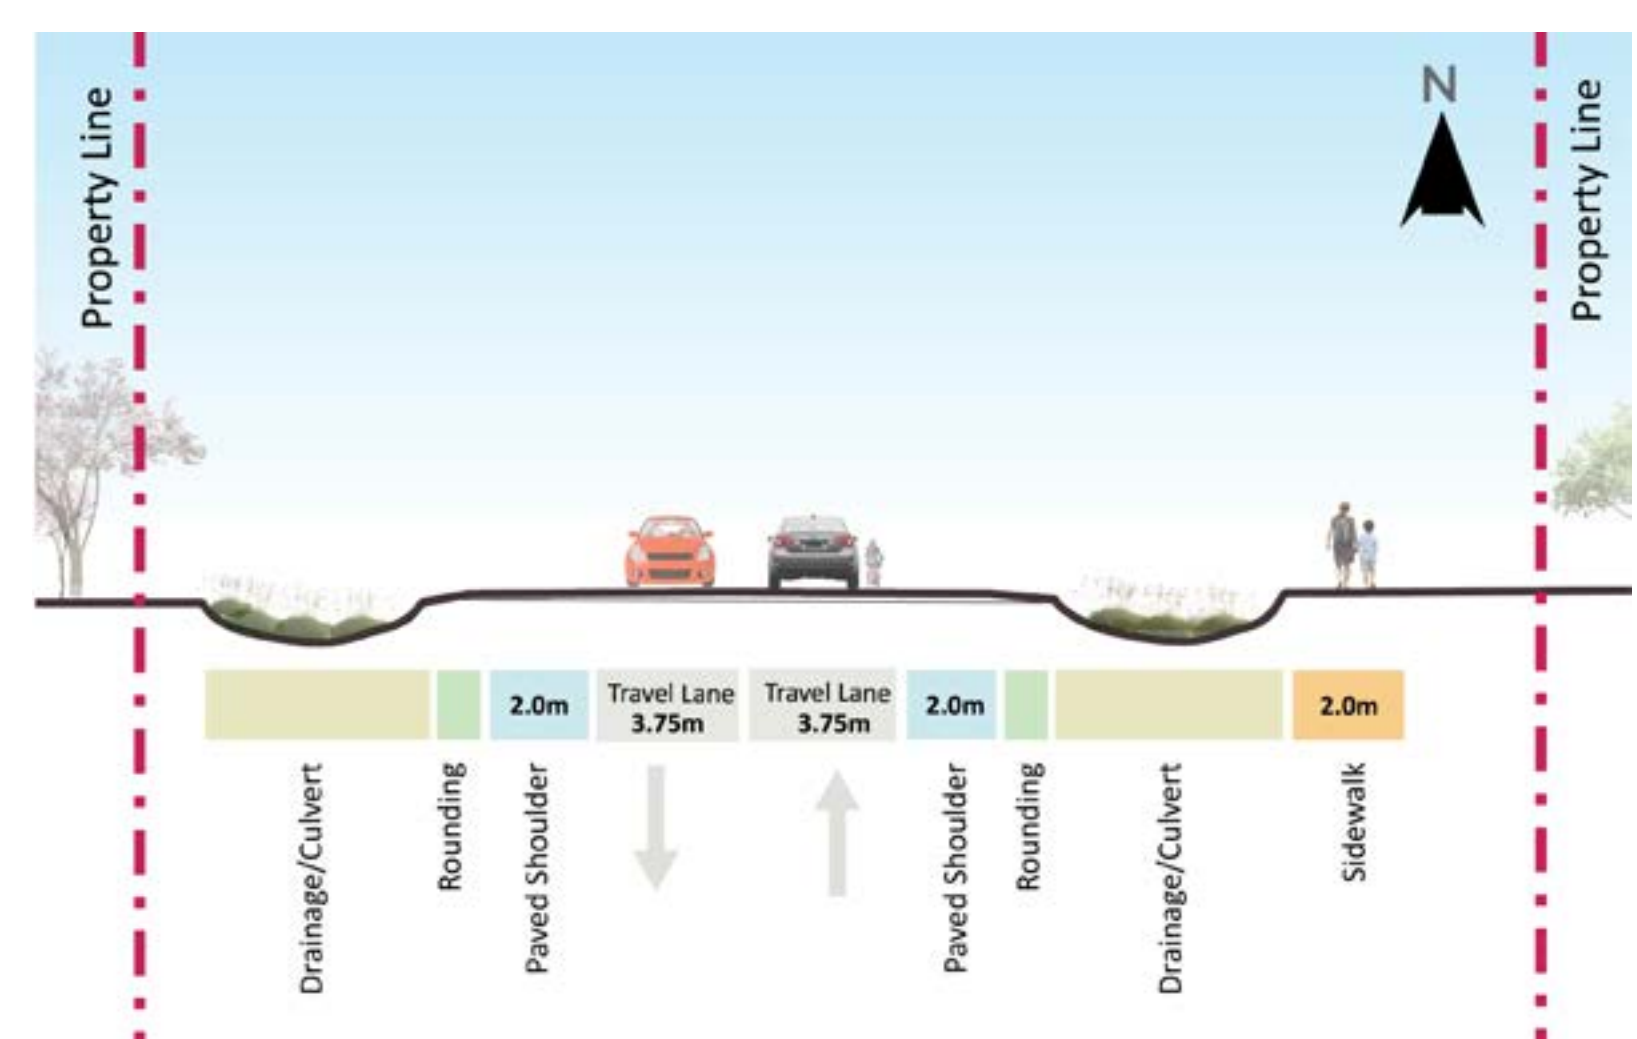 Property Line
N
Property Line
2.0m
Travel Lane
3.75m
Travel Lane
3.75m
2.0m
2.0m
Drainage/Culvert
Rounding
Paved Shoulder
Paved Shoulder
Rounding
Drainage/Culvert
Sidewalk